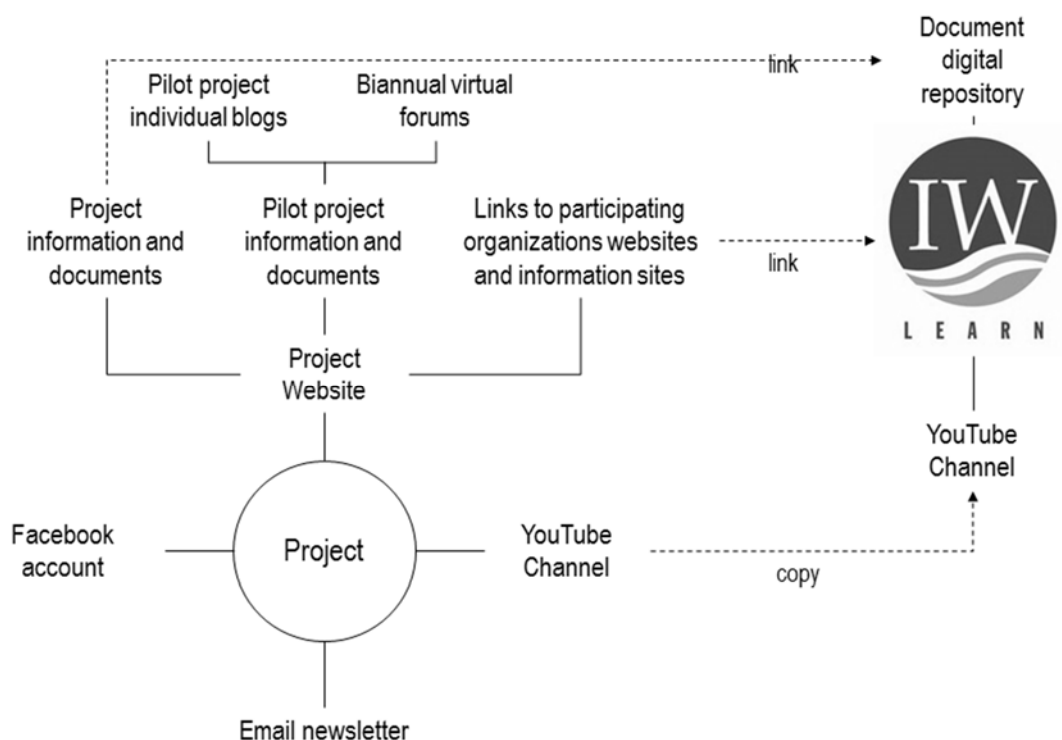 Document
digital
repository
link
Pilot project
individual blogs
Biannual virtual
forums
Project
information and
documents
Pilot project
information and
documents
Links to participating
organizations websites
and information sites
link
IW
LEARN
Project
Website
YouTube
Channel
Facebook
account
Project
YouTube
Channel
copy
Email newsletter